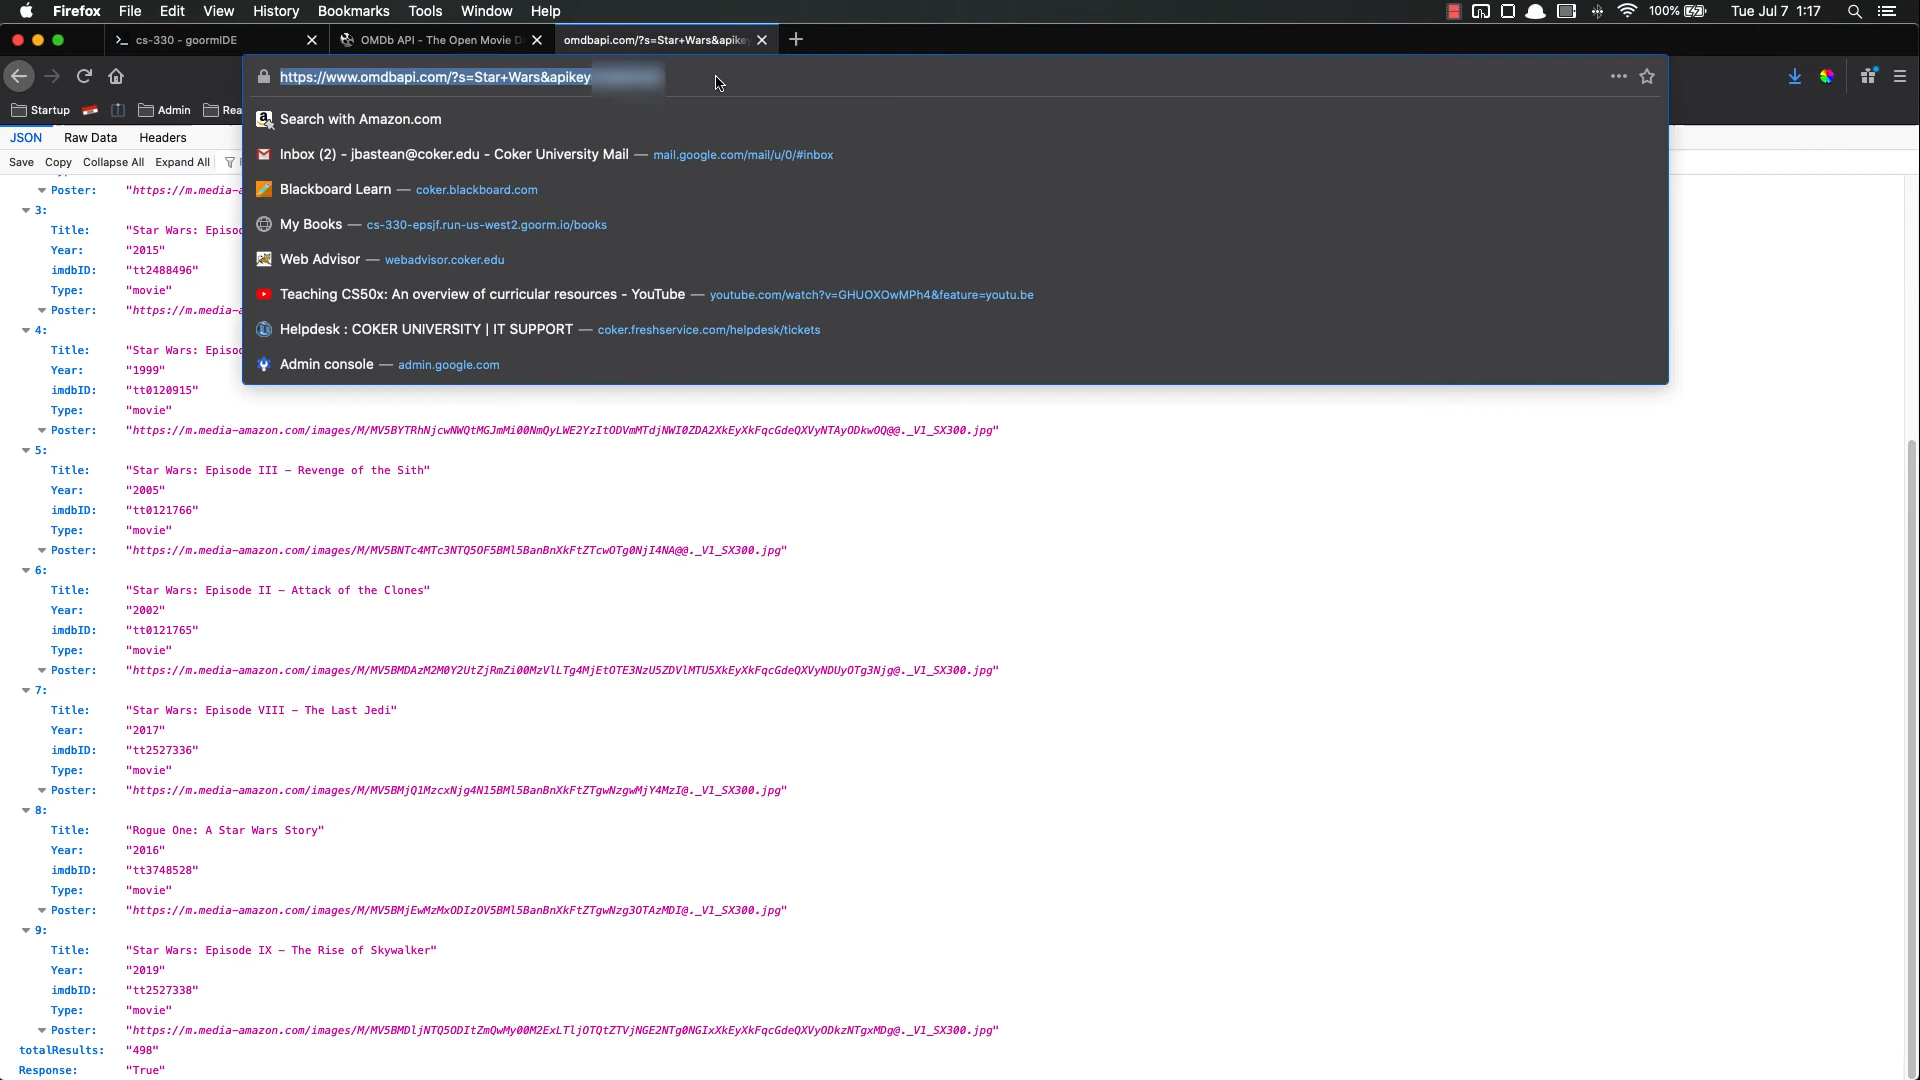 Firefox File Edit View History Bookmarks Tools Window Help 100% Tue Jul 7 1:17
cs-330 - goormIDE
OMDb API - The Open Movie D
omdbapi.com/?s=Star+Wars&apike
https://www.omdbapi.com/?s=Star+Wars&apikey
Startup
Admin
Rea
Search with Amazon.com
Inbox (2) - jbastean@coker.edu - Coker University Mail — mail.google.com/mail/u/0/#inbox
Blackboard Learn — coker.blackboard.com
My Books — cs-330-epsjf.run-us-west2.goorm.io/books
Web Advisor — webadvisor.coker.edu
Teaching CS50x: An overview of curricular resources - YouTube — youtube.com/watch?v=GHUOXOwMPh4&feature=youtu.be
Helpdesk : COKER UNIVERSITY | IT SUPPORT — coker.freshservice.com/helpdesk/tickets
Admin console — admin.google.com
JSON Raw Data Headers
Save Copy Collapse All Expand All
Poster: "https://m.media-a
3:
Title: "Star Wars: Episo
Year: "2015"
imdbID: "tt2488496"
Type: "movie"
Poster: "https://m.media-a
4:
Title: "Star Wars: Episo
Year: "1999"
imdbID: "tt0120915"
Type: "movie"
Poster: "https://m.media-amazon.com/images/M/MV5BYTRhNjcwNWQtMGJmMi00NmQyLWE2YzItODVmMTdjNWI0ZDA2XkEyXkFqcGdeQXVyNTAyODkwOQ@@._V1_SX300.jpg"
5:
Title: "Star Wars: Episode III – Revenge of the Sith"
Year: "2005"
imdbID: "tt0121766"
Type: "movie"
Poster: "https://m.media-amazon.com/images/M/MV5BNTc4MTc3NTQ5OF5BMl5BanBnXkFtZTcwOTg0NjI4NA@@._V1_SX300.jpg"
6:
Title: "Star Wars: Episode II – Attack of the Clones"
Year: "2002"
imdbID: "tt0121765"
Type: "movie"
Poster: "https://m.media-amazon.com/images/M/MV5BMDAzM2M0Y2UtZjRmZi00MzVlLTg4MjEtOTE3NzU5ZDVlMTU5XkEyXkFqcGdeQXVyNDUyOTg3Njg@._V1_SX300.jpg"
7:
Title: "Star Wars: Episode VIII – The Last Jedi"
Year: "2017"
imdbID: "tt2527336"
Type: "movie"
Poster: "https://m.media-amazon.com/images/M/MV5BMjQ1MzcxNjg4N15BMl5BanBnXkFtZTgwNzgwMjY4MzI@._V1_SX300.jpg"
8:
Title: "Rogue One: A Star Wars Story"
Year: "2016"
imdbID: "tt3748528"
Type: "movie"
Poster: "https://m.media-amazon.com/images/M/MV5BMjEwMzMxODIzOV5BMl5BanBnXkFtZTgwNzg3OTAzMDI@._V1_SX300.jpg"
9:
Title: "Star Wars: Episode IX – The Rise of Skywalker"
Year: "2019"
imdbID: "tt2527338"
Type: "movie"
Poster: "https://m.media-amazon.com/images/M/MV5BMDljNTQ5ODItZmQwMy00M2ExLTljOTQtZTVjNGE2NTg0NGIxXkEyXkFqcGdeQXVyODkzNTgxMDg@._V1_SX300.jpg"
totalResults: "498"
Response: "True"